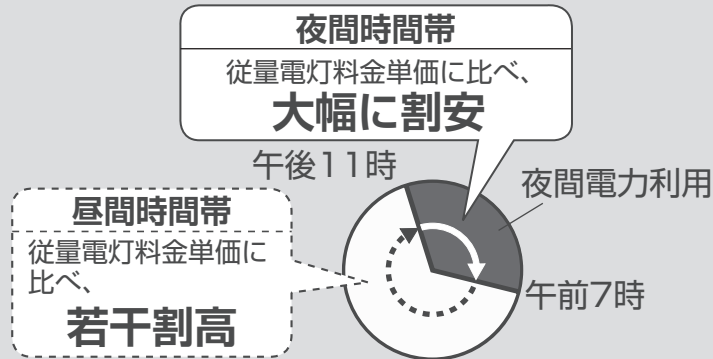 夜間時間帯
従量電灯料金単価に比べ、
大幅に割安
午後11時
夜間電力利用
昼間時間帯
従量電灯料金単価に
比べ、
若干割高
午前7時